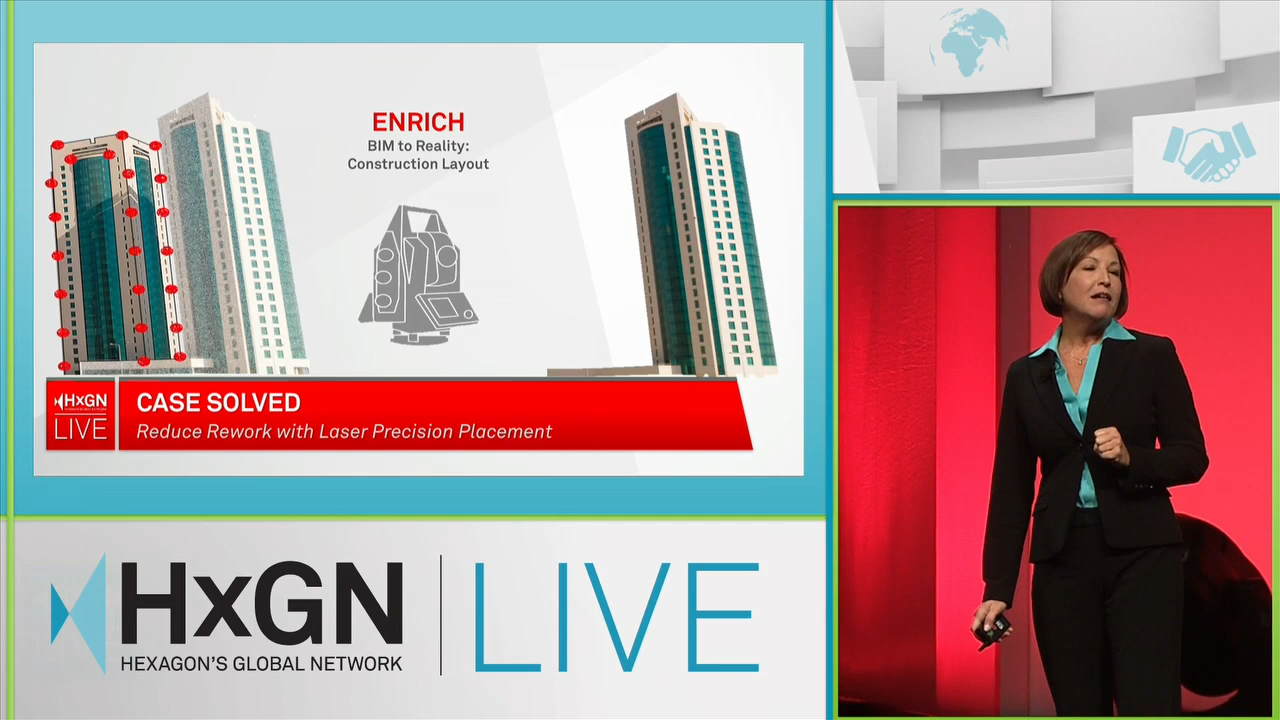 ENRICH
BIM to Reality:
Construction Layout
HxGN
LIVE
CASE SOLVED
Reduce Rework with Laser Precision Placement
HxGN
HEXAGON'S GLOBAL NETWORK
LIVE